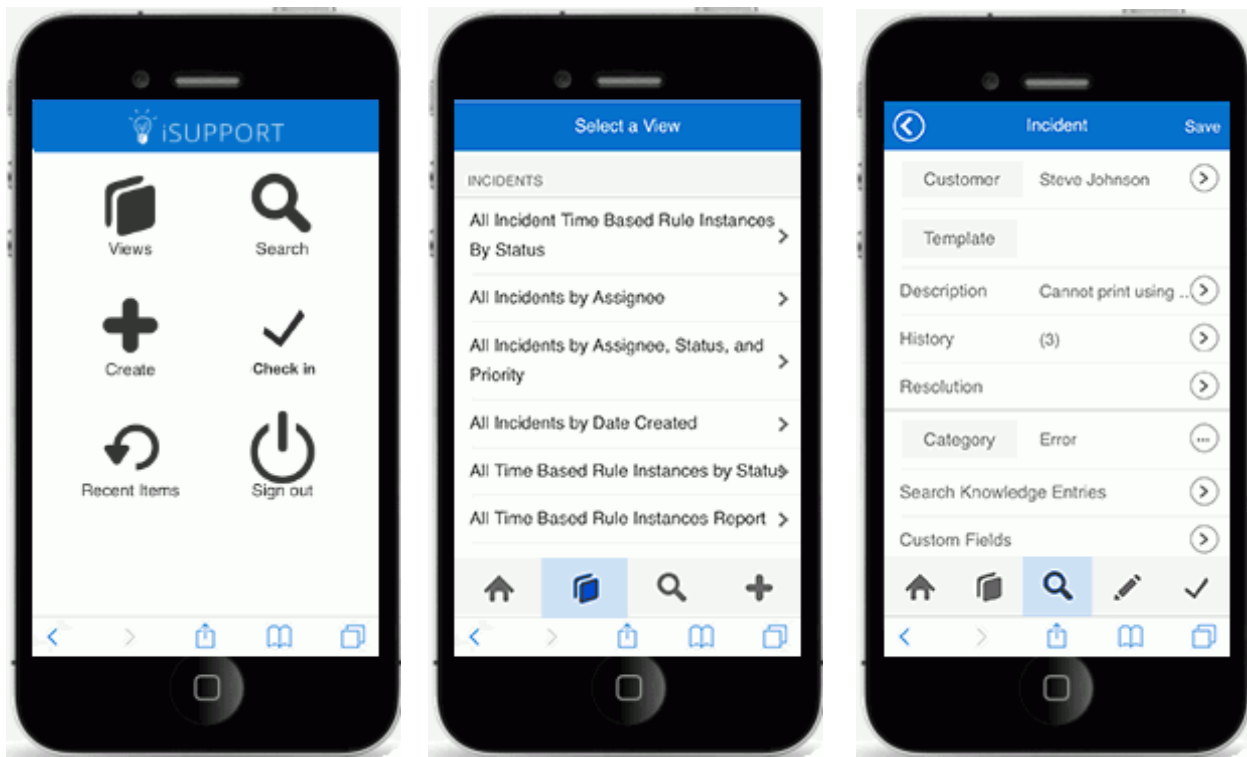 iSUPPORT
Views
Search
Create
Check in
Recent Items
Sign out
Select a View
INCIDENTS
All Incident Time Based Rule Instances
By Status
All Incidents by Assignee
All Incidents by Assignee, Status, and
Priority
All Incidents by Date Created
All Time Based Rule Instances by Status
All Time Based Rule Instances Report
Incident
Save
Customer
Steve Johnson
Template
Description
Cannot print using ...
History
(3)
Resolution
Category
Error
Search Knowledge Entries
Custom Fields